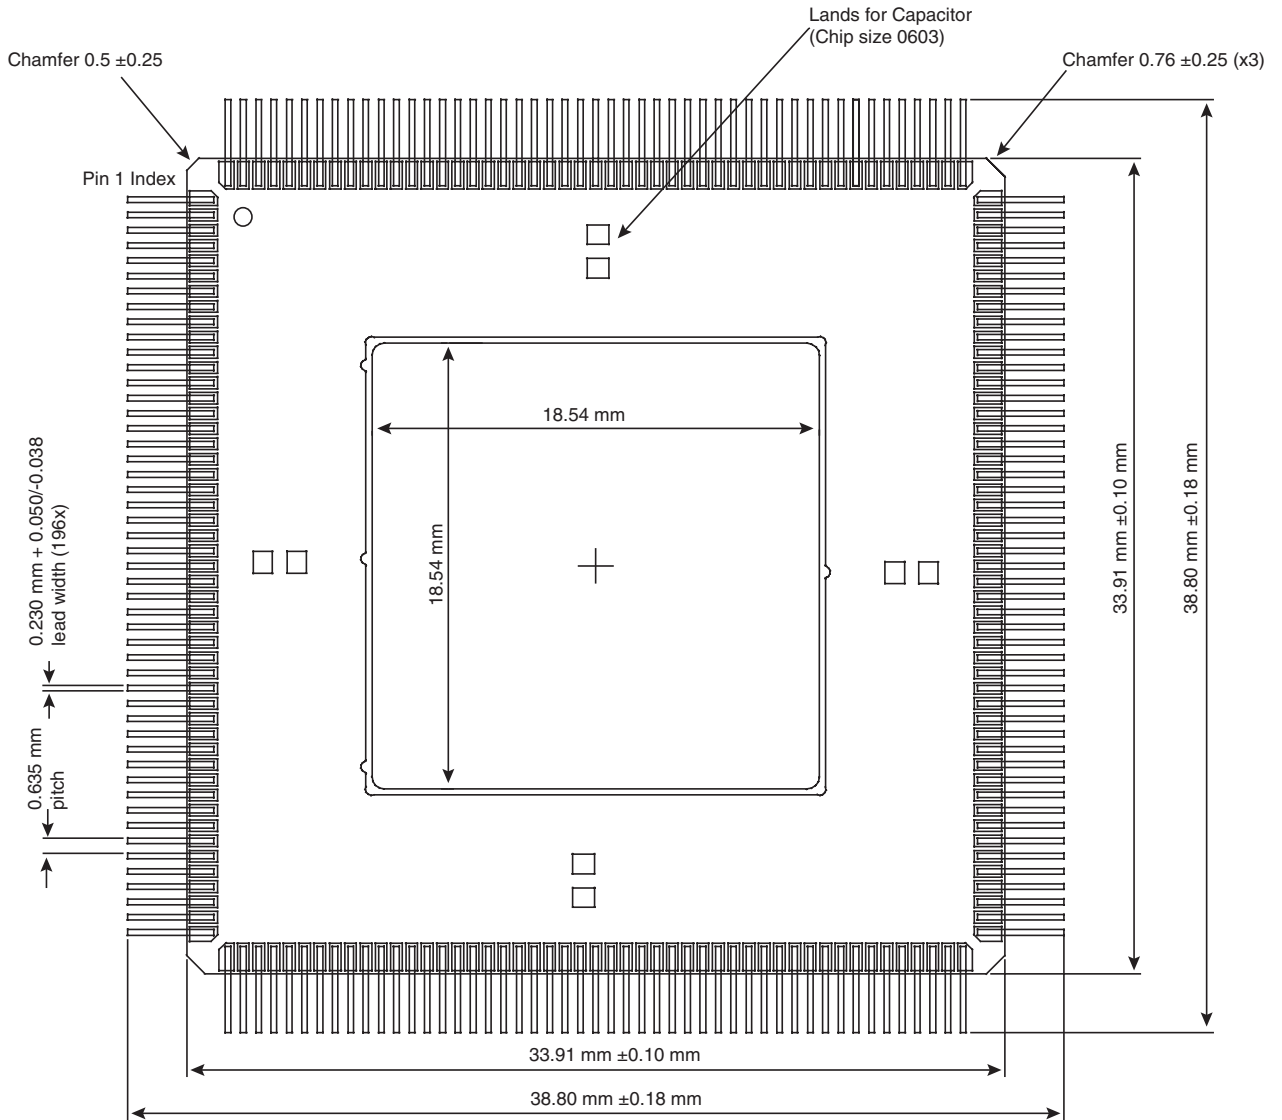 Lands for Capacitor
(Chip size 0603)
Chamfer 0.5 ±0.25
Chamfer 0.76 ±0.25 (x3)
Pin 1 Index
18.54 mm
18.54 mm
33.91 mm ±0.10 mm
38.80 mm ±0.18 mm
0.230 mm + 0.050/-0.038
lead width (196x)
0.635 mm
pitch
33.91 mm ±0.10 mm
38.80 mm ±0.18 mm